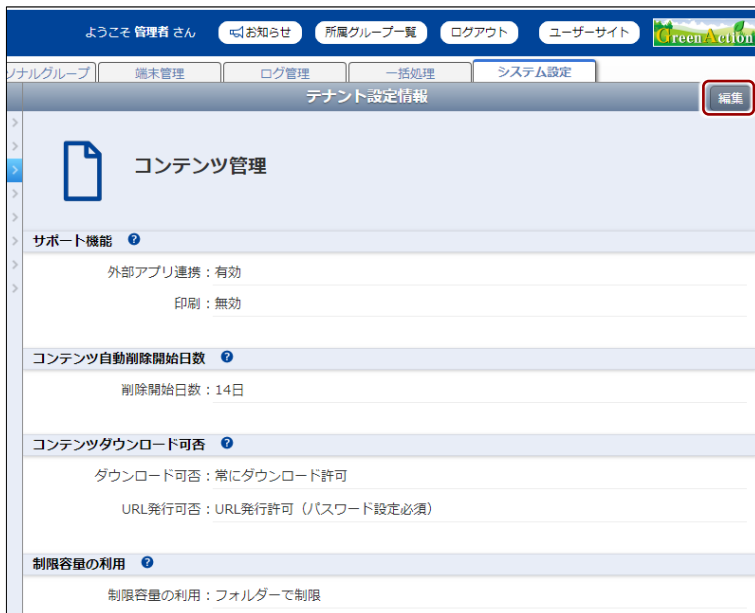 ようこそ 管理者 さん お知らせ 所属グループ一覧 ログアウト ユーザーサイト GreenAction
ソナルグループ 端末管理 ログ管理 一括処理 システム設定
テナント設定情報 編集
コンテンツ管理
サポート機能 ?
外部アプリ連携：有効
印刷：無効
コンテンツ自動削除開始日数 ?
削除開始日数：14日
コンテンツダウンロード可否 ?
ダウンロード可否：常にダウンロード許可
URL発行可否：URL発行許可（パスワード設定必須）
制限容量の利用 ?
制限容量の利用：フォルダーで制限